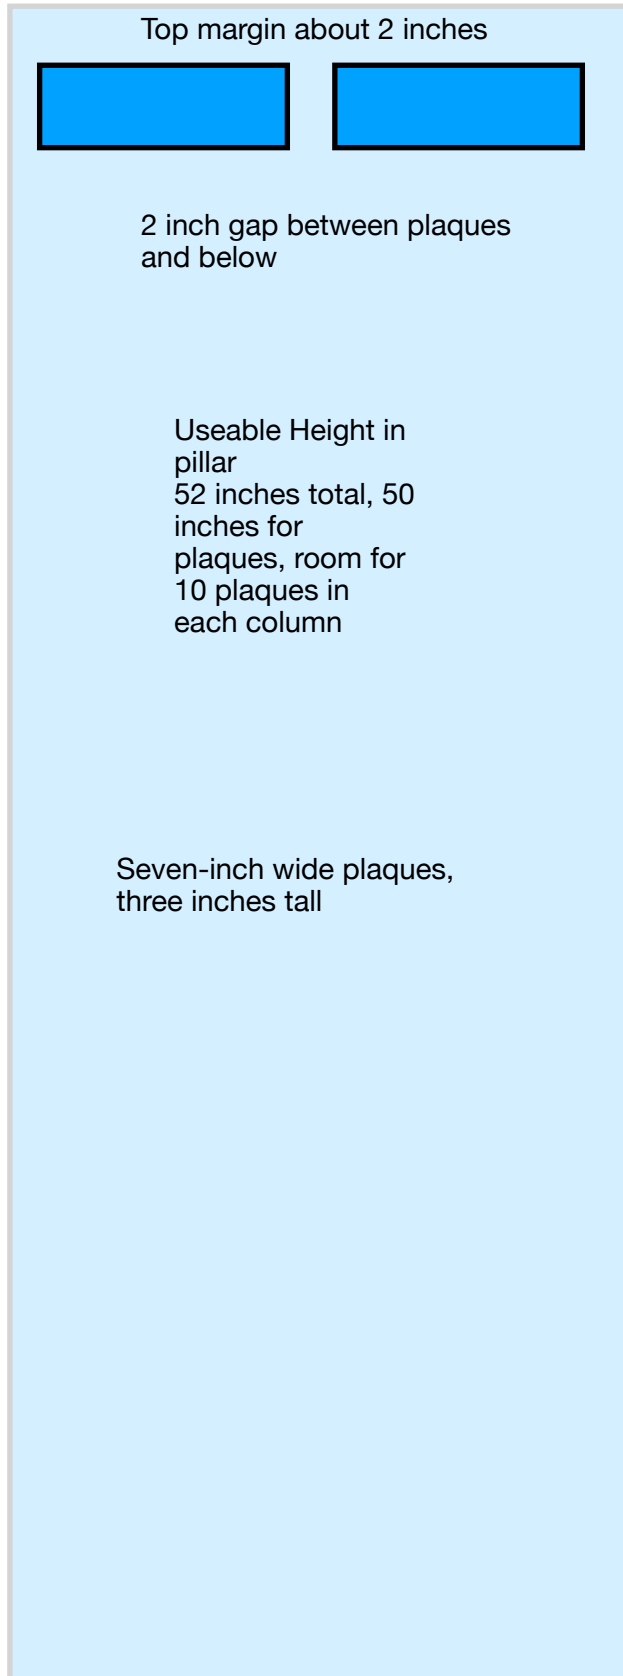 Top margin about 2 inches
2 inch gap between plaques
and below
Useable Height in
pillar
52 inches total, 50
inches for
plaques, room for
10 plaques in
each column
Seven-inch wide plaques,
three inches tall